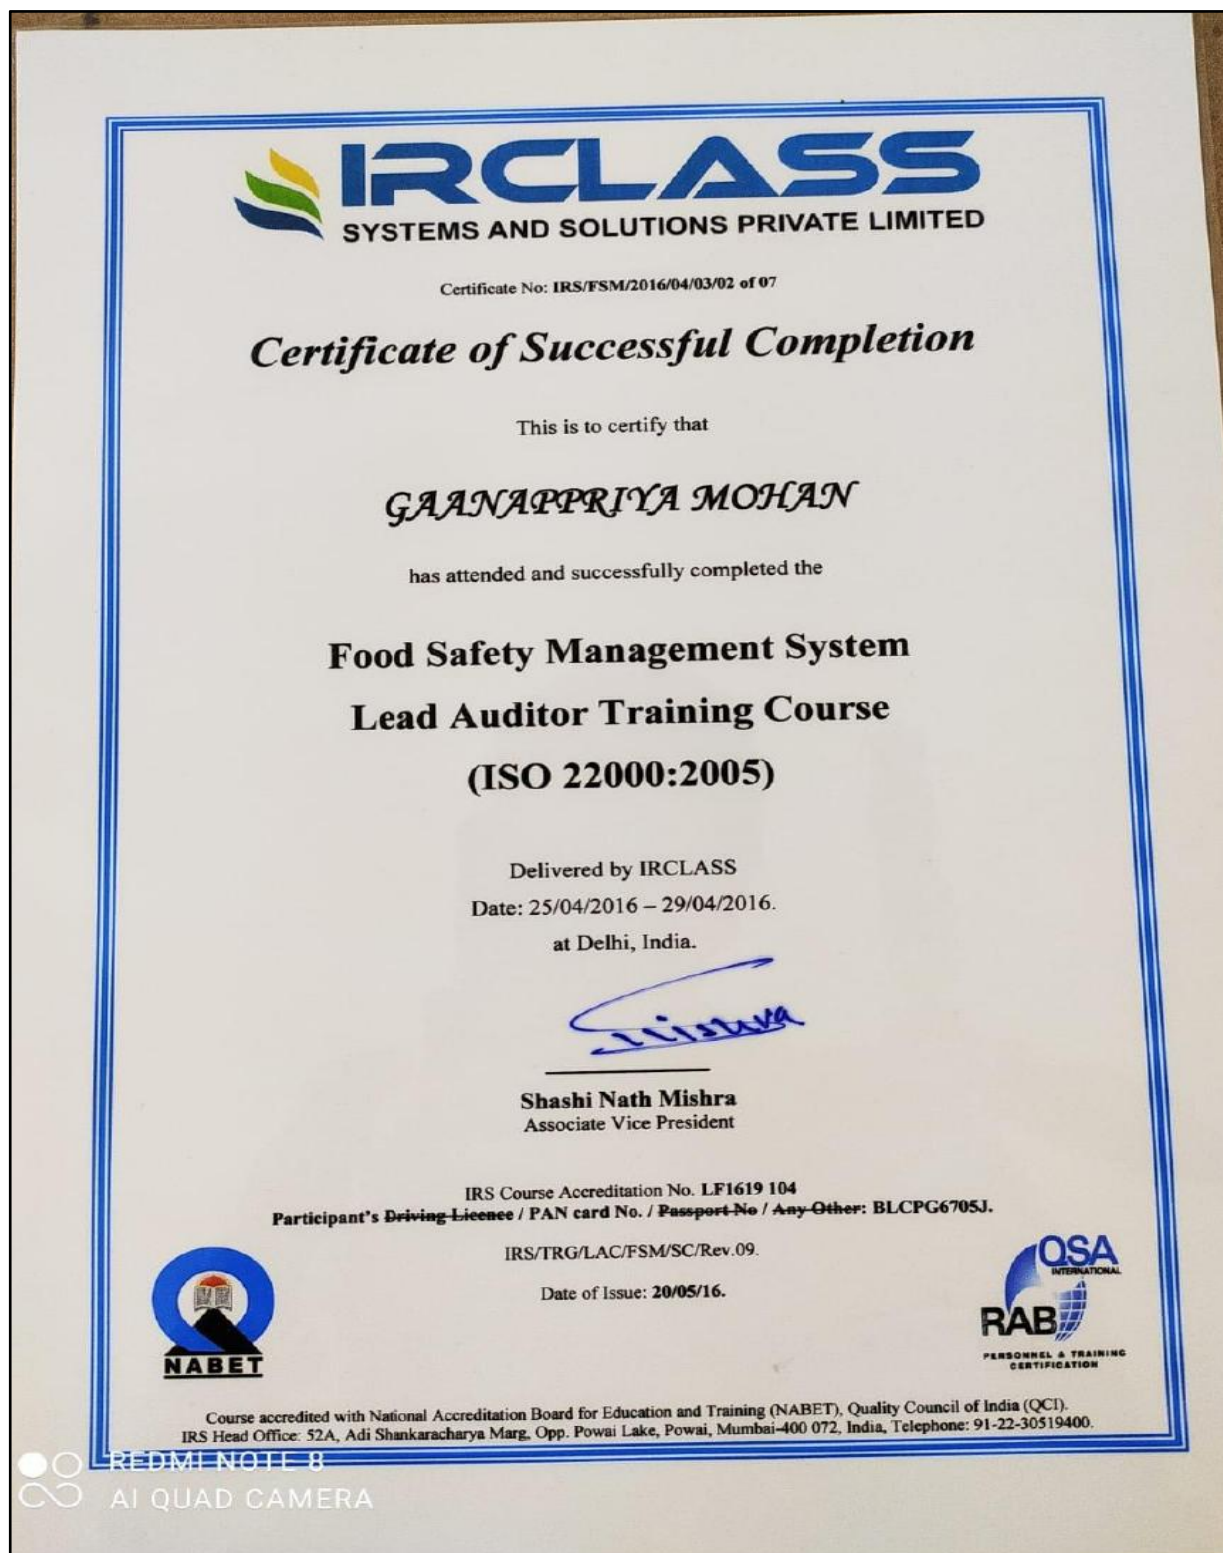 IRCLASS
SYSTEMS AND SOLUTIONS PRIVATE LIMITED
Certificate No: IRS/FSM/2016/04/03/02 of 07
Certificate of Successful Completion
This is to certify that
GAANAPPRIYA MOHAN
has attended and successfully completed the
Food Safety Management System
Lead Auditor Training Course
(ISO 22000:2005)
Delivered by IRCLASS
Date: 25/04/2016 – 29/04/2016.
at Delhi, India.
Shashi Nath Mishra
Associate Vice President
IRS Course Accreditation No. LF1619 104
Participant's Driving Licence / PAN card No. / Passport No / Any Other: BLCPG6705J.
IRS/TRG/LAC/FSM/SC/Rev.09.
Date of Issue: 20/05/16.
NABET
QSA
INTERNATIONAL
RAB
PERSONNEL & TRAINING
CERTIFICATION
Course accredited with National Accreditation Board for Education and Training (NABET), Quality Council of India (QCI).
IRS Head Office: 52A, Adi Shankaracharya Marg, Opp. Powai Lake, Powai, Mumbai-400 072, India, Telephone: 91-22-30519400.
REDMI NOTE 8
AI QUAD CAMERA